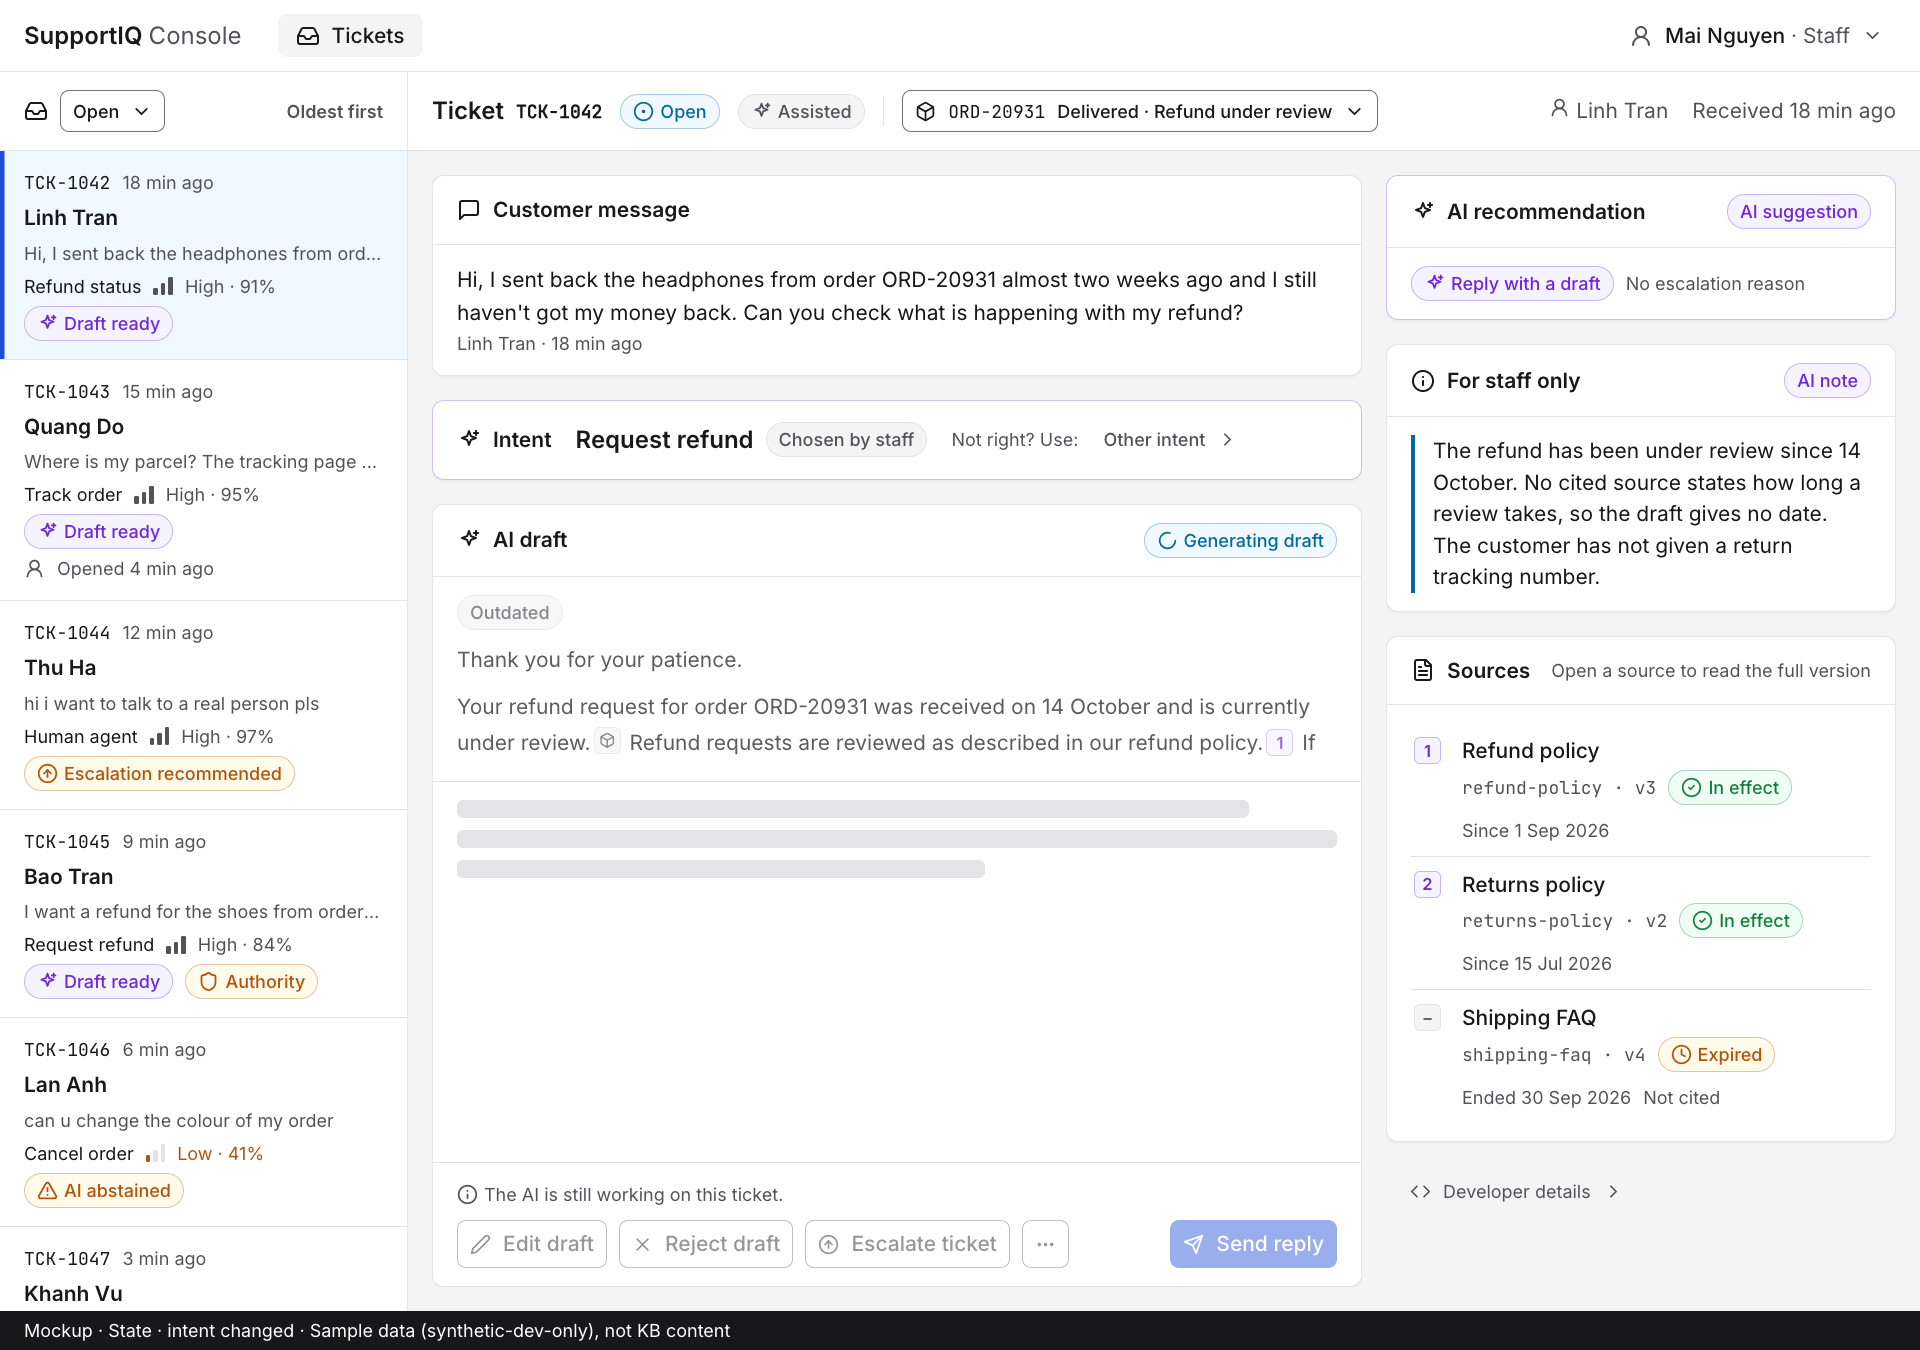 SupportIQ Console
Tickets
Mai Nguyen · Staff
Open
Oldest first
TCK-1042 18 min ago
Linh Tran
Hi, I sent back the headphones from ord...
Refund status High · 91%
Draft ready
TCK-1043 15 min ago
Quang Do
Where is my parcel? The tracking page ...
Track order High · 95%
Draft ready
Opened 4 min ago
TCK-1044 12 min ago
Thu Ha
hi i want to talk to a real person pls
Human agent High · 97%
Escalation recommended
TCK-1045 9 min ago
Bao Tran
I want a refund for the shoes from order...
Request refund High · 84%
Draft ready Authority
TCK-1046 6 min ago
Lan Anh
can u change the colour of my order
Cancel order Low · 41%
AI abstained
TCK-1047 3 min ago
Khanh Vu
Ticket TCK-1042 Open Assisted ORD-20931 Delivered · Refund under review
Linh Tran Received 18 min ago
Customer message
Hi, I sent back the headphones from order ORD-20931 almost two weeks ago and I still
haven't got my money back. Can you check what is happening with my refund?
Linh Tran · 18 min ago
Intent Request refund Chosen by staff Not right? Use: Other intent
AI draft Generating draft
Outdated
Thank you for your patience.
Your refund request for order ORD-20931 was received on 14 October and is currently
under review. Refund requests are reviewed as described in our refund policy. 1 If
The AI is still working on this ticket.
Edit draft Reject draft Escalate ticket ... Send reply
AI recommendation AI suggestion
Reply with a draft No escalation reason
For staff only AI note
The refund has been under review since 14
October. No cited source states how long a
review takes, so the draft gives no date.
The customer has not given a return
tracking number.
Sources Open a source to read the full version
1 Refund policy
refund-policy · v3 In effect
Since 1 Sep 2026
2 Returns policy
returns-policy · v2 In effect
Since 15 Jul 2026
– Shipping FAQ
shipping-faq · v4 Expired
Ended 30 Sep 2026 Not cited
Developer details
Mockup · State · intent changed · Sample data (synthetic-dev-only), not KB content